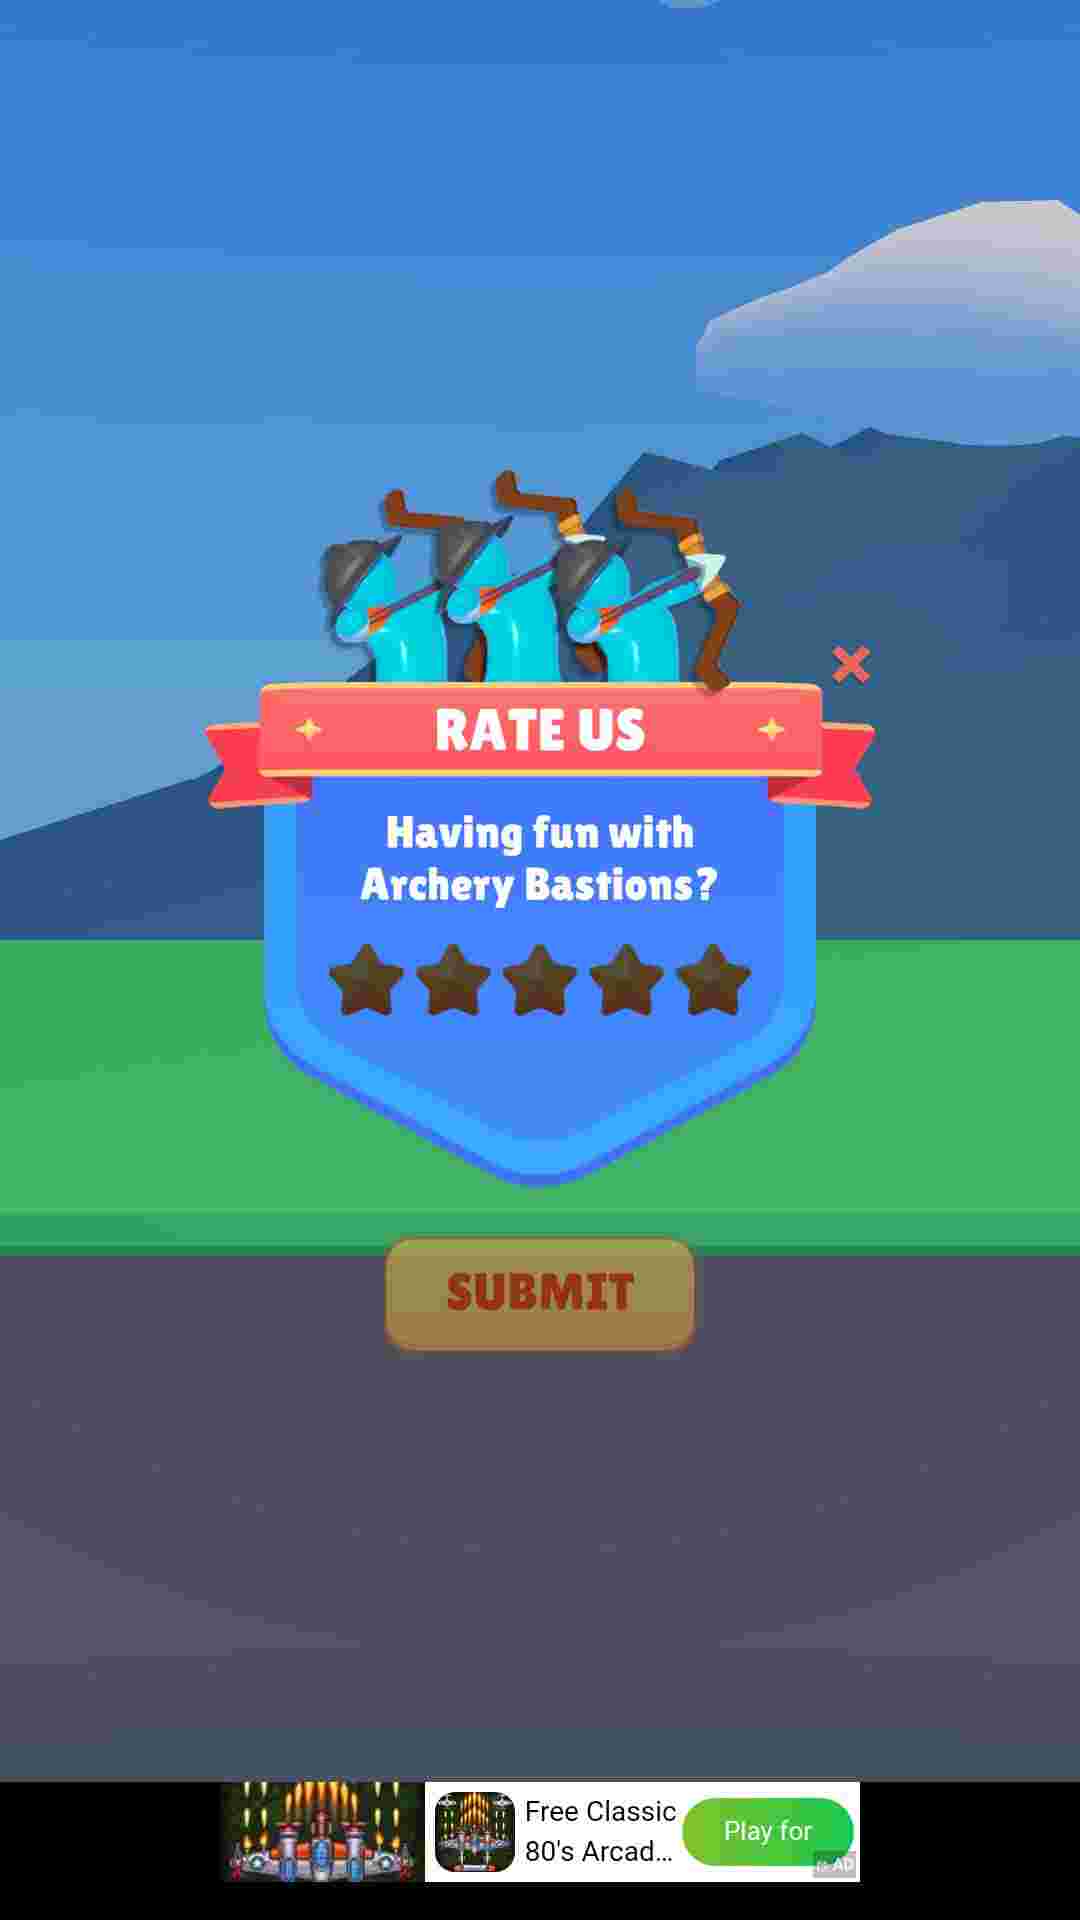 RATE US
Having fun with
Archery Bastions?
SUBMIT
Free Classic
80's Arcad...
Play for
AD